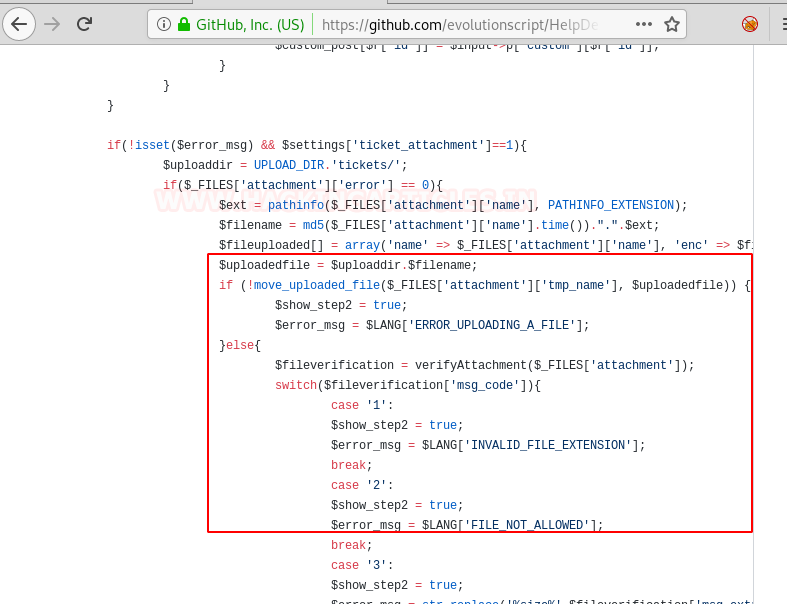 GitHub, Inc. (US) https://github.com/evolutionscript/HelpDe
$custom_post[$r['id']] = $input->p['custom'][$r['id']];
}
}
}
if(!isset($error_msg) && $settings['ticket_attachment']==1){
$uploaddir = UPLOAD_DIR.'tickets/';
if($_FILES['attachment']['error'] == 0){
WWW.HACKINGARTICLES.IN
$ext = pathinfo($_FILES['attachment']['name'], PATHINFO_EXTENSION);
$filename = md5($_FILES['attachment']['name'].time()).".".$ext;
$fileuploaded[] = array('name' => $_FILES['attachment']['name'], 'enc' => $fi
$uploadedfile = $uploaddir.$filename;
if (!move_uploaded_file($_FILES['attachment']['tmp_name'], $uploadedfile)) {
$show_step2 = true;
$error_msg = $LANG['ERROR_UPLOADING_A_FILE'];
}else{
$fileverification = verifyAttachment($_FILES['attachment']);
switch($fileverification['msg_code']){
case '1':
$show_step2 = true;
$error_msg = $LANG['INVALID_FILE_EXTENSION'];
break;
case '2':
$show_step2 = true;
$error_msg = $LANG['FILE_NOT_ALLOWED'];
break;
case '3':
$show_step2 = true;
$error_msg = str_replace('%size%',$fileverification['msg_ext